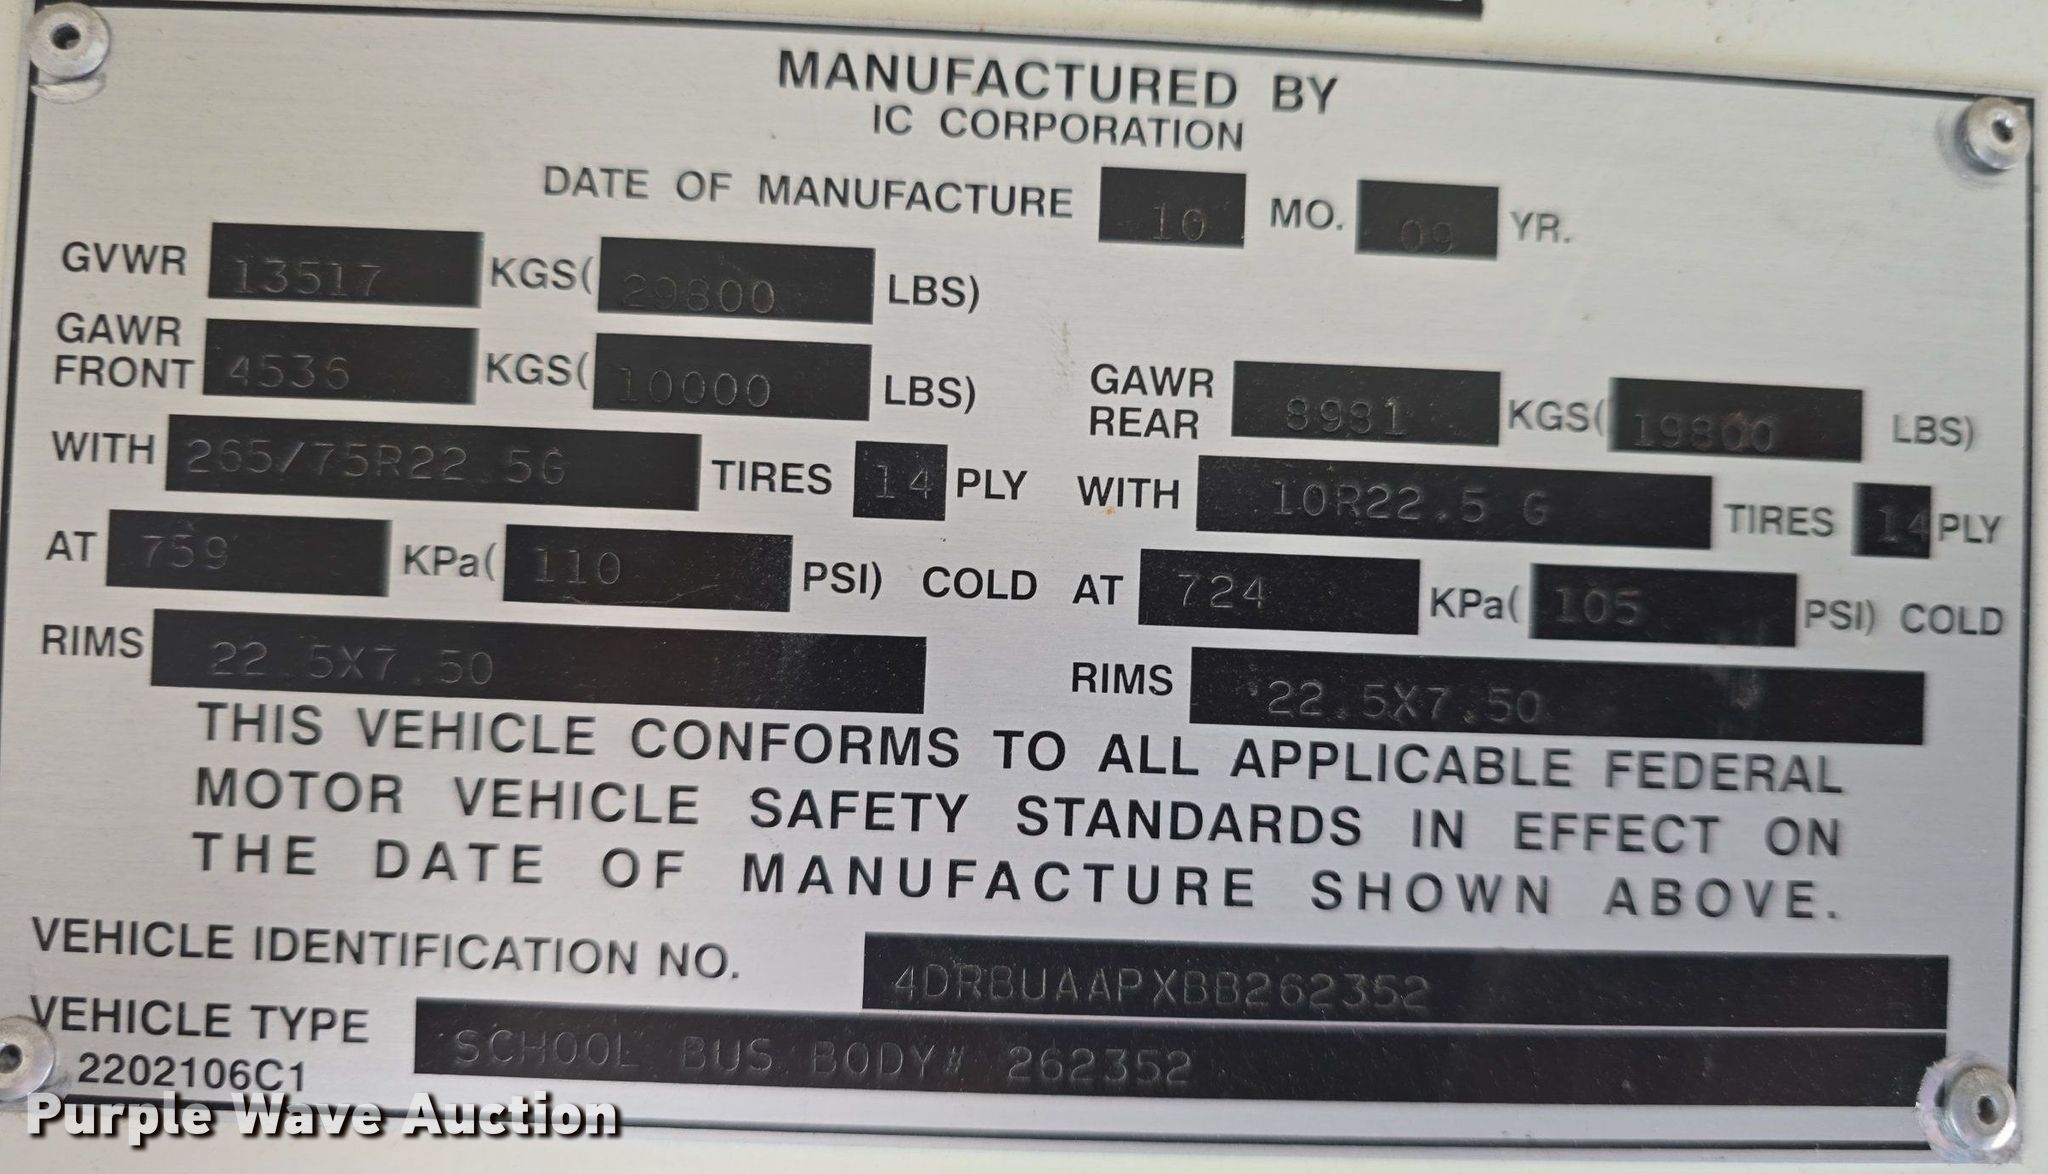 MANUFACTURED BY
IC CORPORATION
DATE OF MANUFACTURE 10 MO. 09 YR.
GVWR 13517 KGS( 29800 LBS)
GAWR FRONT 4536 KGS( 10000 LBS) GAWR REAR 8981 KGS( 19800 LBS)
WITH 265/75R22.5G TIRES 14 PLY WITH 10R22.5 G TIRES 14 PLY
AT 759 KPa( 110 PSI) COLD AT 724 KPa( 105 PSI) COLD
RIMS 22.5X7.50 RIMS 22.5X7.50
THIS VEHICLE CONFORMS TO ALL APPLICABLE FEDERAL
MOTOR VEHICLE SAFETY STANDARDS IN EFFECT ON
THE DATE OF MANUFACTURE SHOWN ABOVE.
VEHICLE IDENTIFICATION NO. 4DRBUAAPXBB262352
VEHICLE TYPE SCHOOL BUS BODY# 262352
2202106C1
Purple Wave Auction